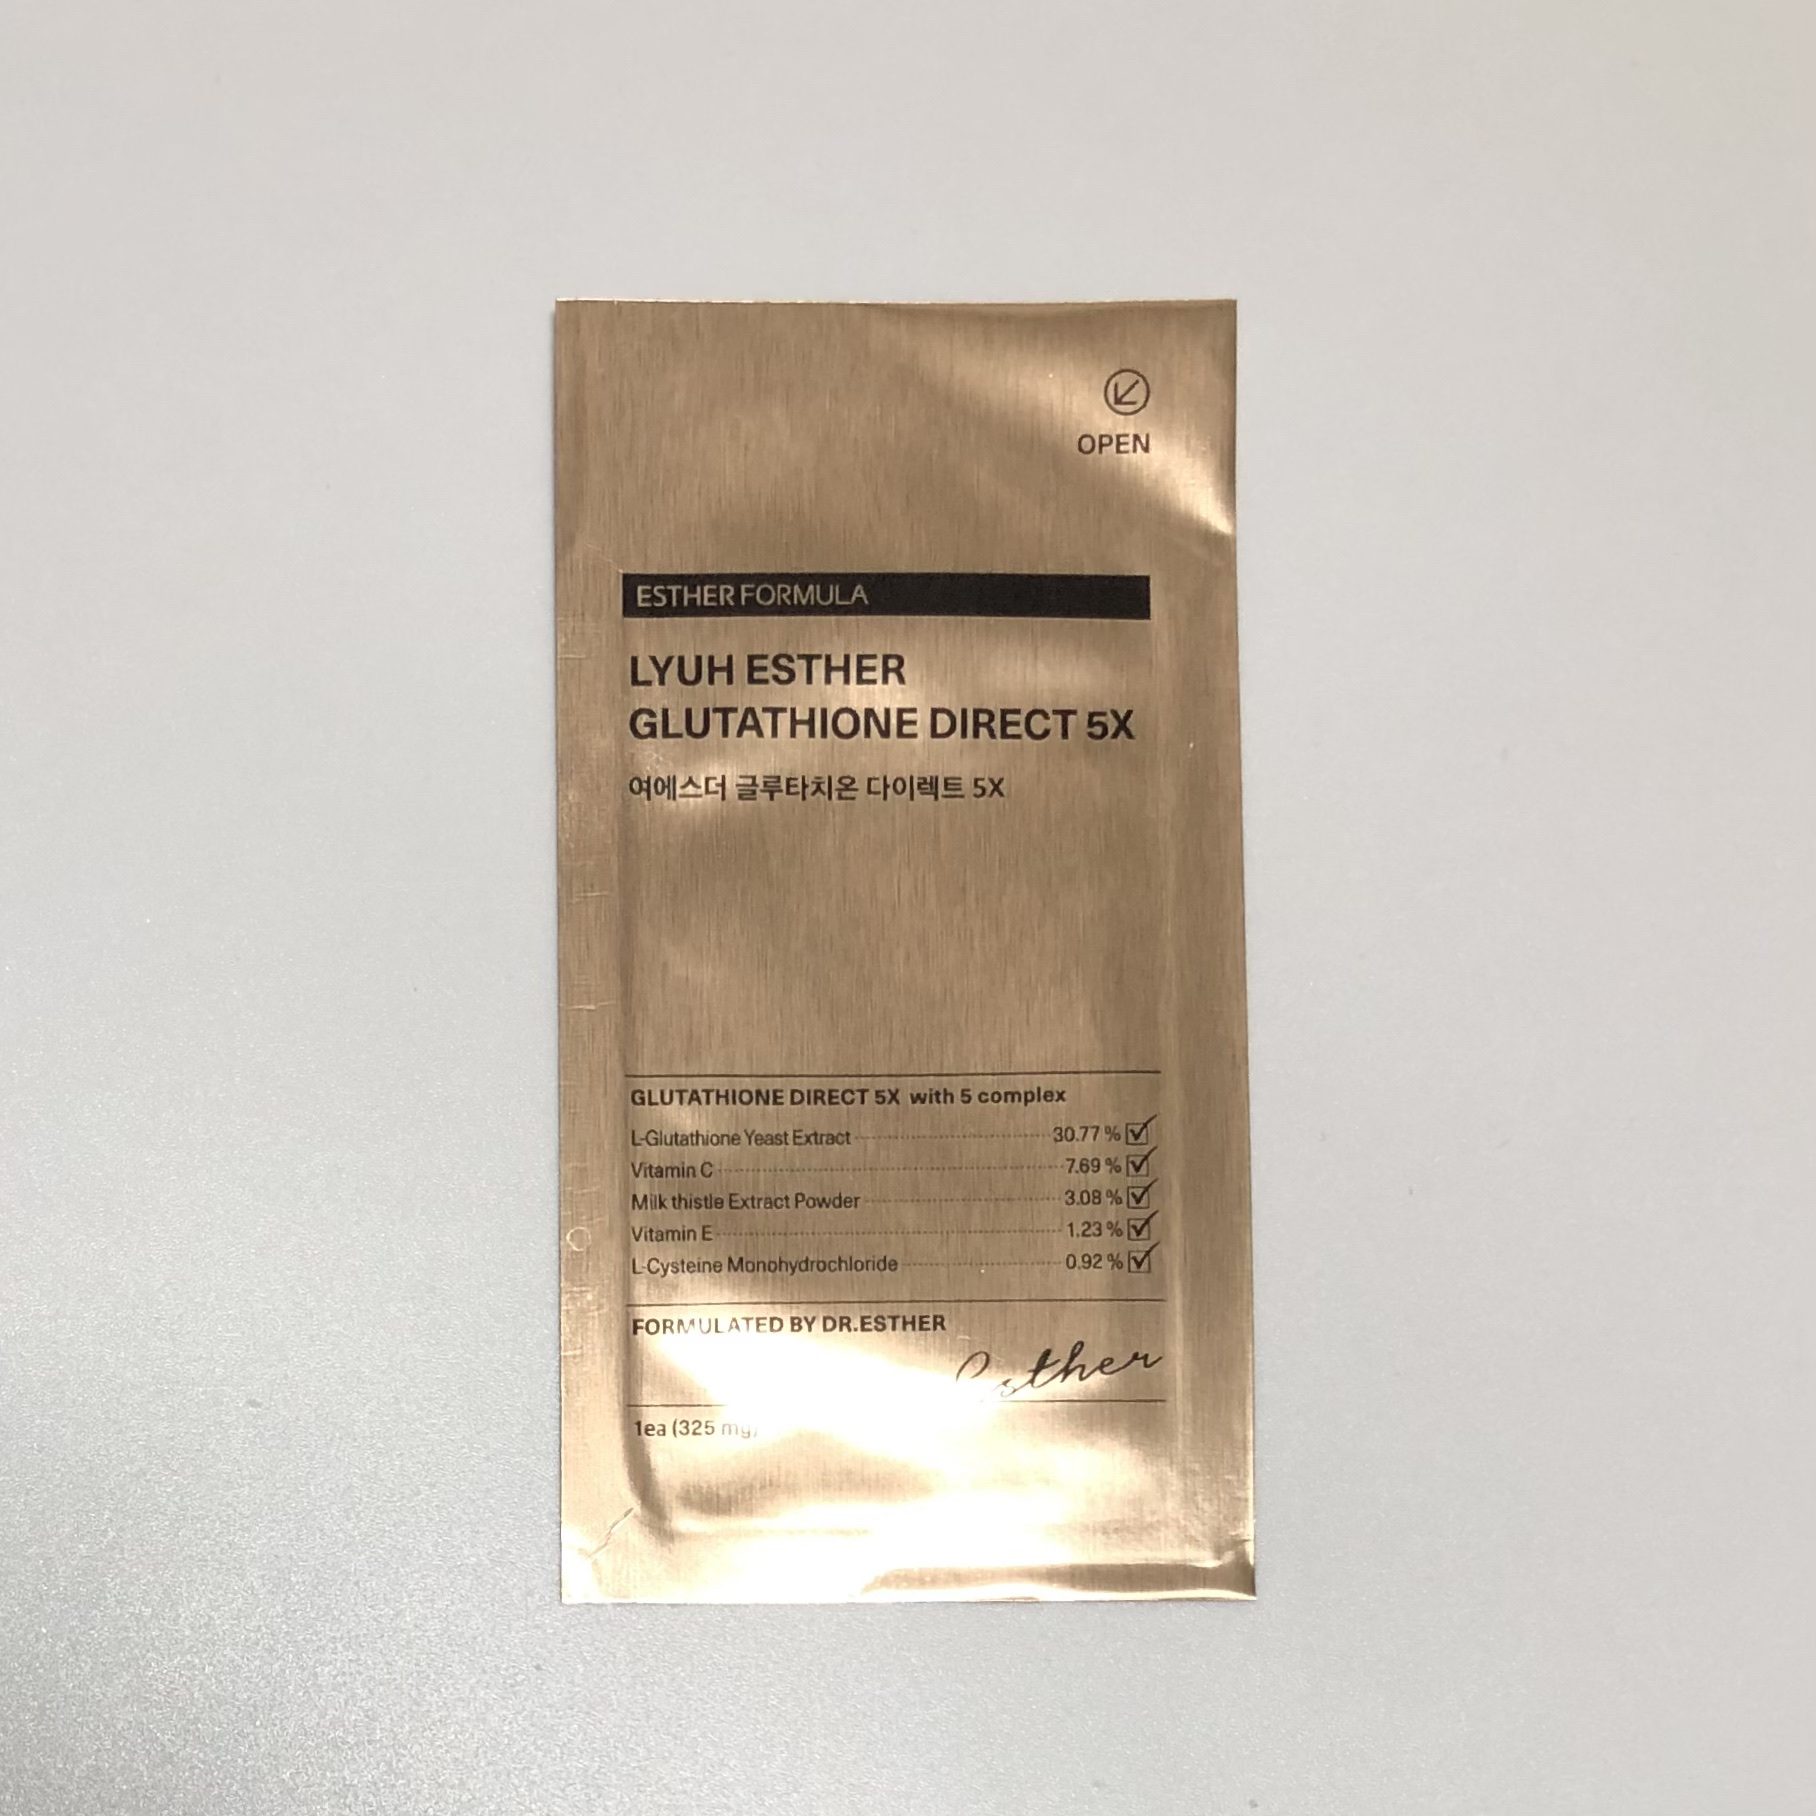 OPEN
ESTHER FORMULA
LYUH ESTHER
GLUTATHIONE DIRECT 5X
여에스더 글루타치온 다이렉트 5X
GLUTATHIONE DIRECT 5X with 5 complex
L-Glutathione Yeast Extract 30.77 %
Vitamin C 7.69 %
Milk thistle Extract Powder 3.08 %
Vitamin E 1.23 %
L-Cysteine Monohydrochloride 0.92 %
FORMULATED BY DR.ESTHER
Esther
1ea (325 mg)